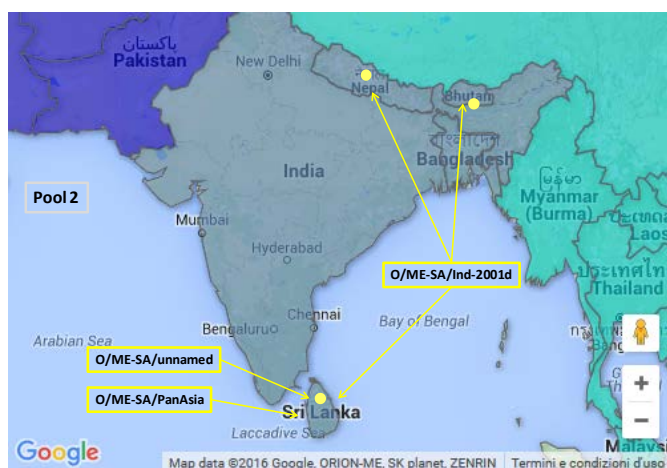 پاکستان
Pakistan
New Delhi
Nepal
Bhutan
বাংলাদেশ
Bangladesh
India
Pool 2
Mumbai
မြန်မာ
Myanmar
(Burma)
Laos
Hyderabad
O/ME-SA/Ind-2001d
ประเทศไทย
Thailand
Bengaluru
Chennai
Bay of Bengal
Arabian Sea
O/ME-SA/unnamed
O/ME-SA/PanAsia
Sri Lanka
Laccadive Sea
+
−
Google
Map data ©2016 Google, ORION-ME, SK planet, ZENRIN
Termini e condizioni d'uso